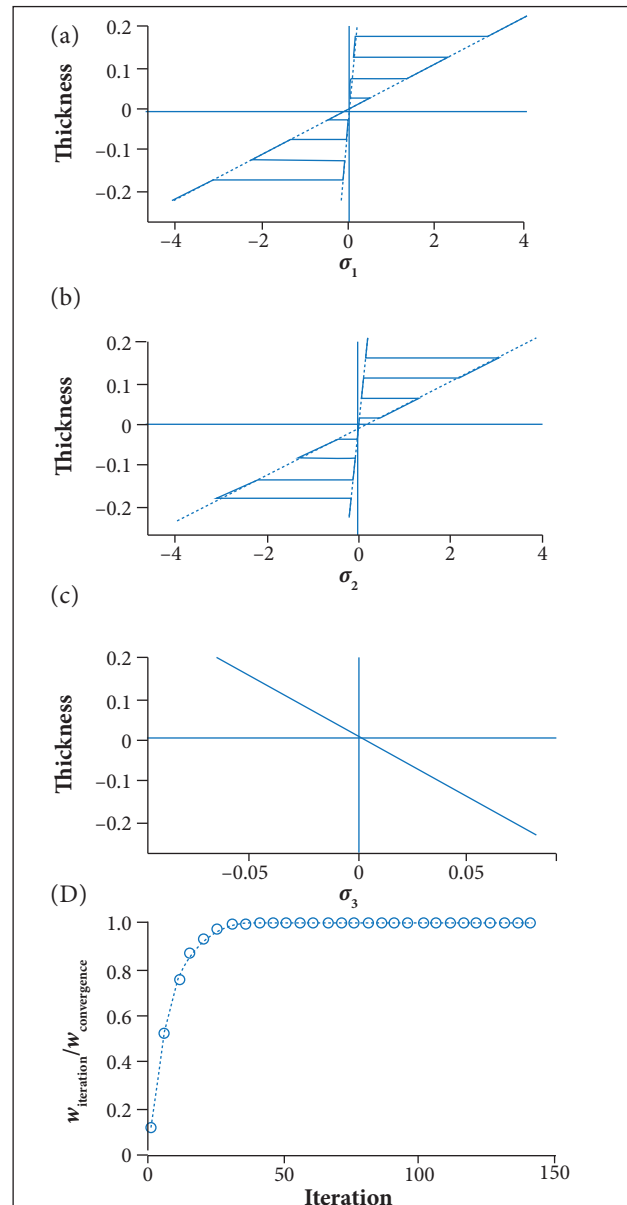 (a)
0.2
0.1
0
−0.1
−0.2
Thickness
−4 −2 0 2 4
σ1
(b)
0.2
0.1
0
−0.1
−0.2
Thickness
−4 −2 0 2 4
σ2
(c)
0.2
0.1
0
−0.1
−0.2
Thickness
−0.05 0 0.05
σ3
(D)
1.0
0.8
0.6
0.4
0.2
0
witeration/wconvergence
0 50 100 150
Iteration